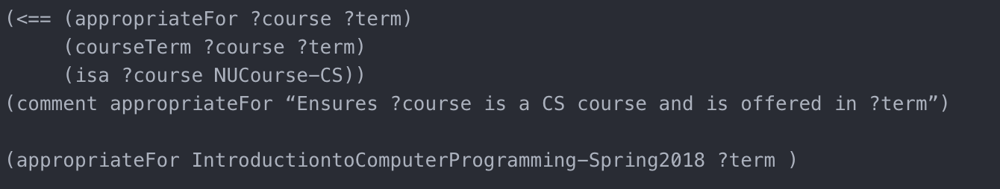 (<== (appropriateFor ?course ?term)
(courseTerm ?course ?term)
(isa ?course NUCourse-CS))
(comment appropriateFor “Ensures ?course is a CS course and is offered in ?term”)
(appropriateFor IntroductiontoComputerProgramming-Spring2018 ?term )